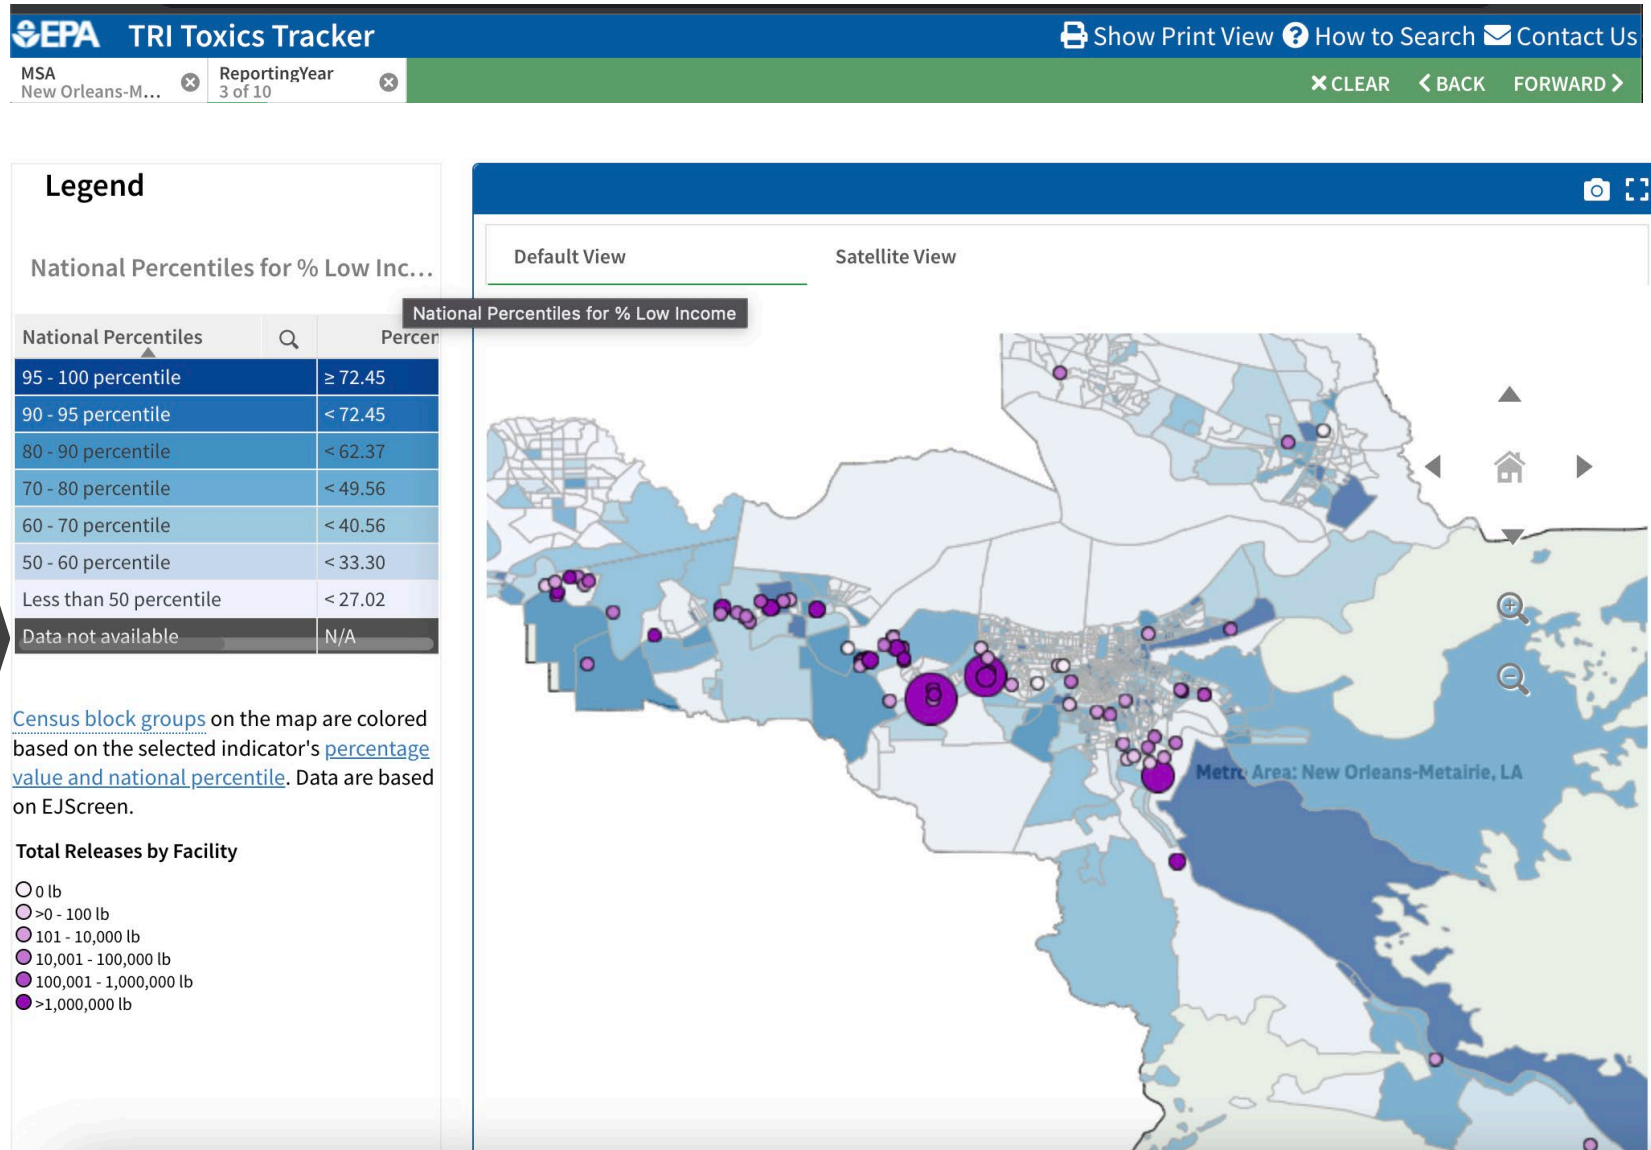 EPA TRI Toxics Tracker Show Print View How to Search Contact Us
MSA
New Orleans-M...
ReportingYear
3 of 10
CLEAR BACK FORWARD
Legend
National Percentiles for % Low Inc...
Default View Satellite View
National Percentiles for % Low Income
National Percentiles Percen
95 - 100 percentile ≥ 72.45
90 - 95 percentile < 72.45
80 - 90 percentile < 62.37
70 - 80 percentile < 49.56
60 - 70 percentile < 40.56
50 - 60 percentile < 33.30
Less than 50 percentile < 27.02
Data not available N/A
Census block groups on the map are colored
based on the selected indicator's percentage
value and national percentile. Data are based
on EJScreen.
Metro Area: New Orleans-Metairie, LA
Total Releases by Facility
0 lb
>0 - 100 lb
101 - 10,000 lb
10,001 - 100,000 lb
100,001 - 1,000,000 lb
>1,000,000 lb